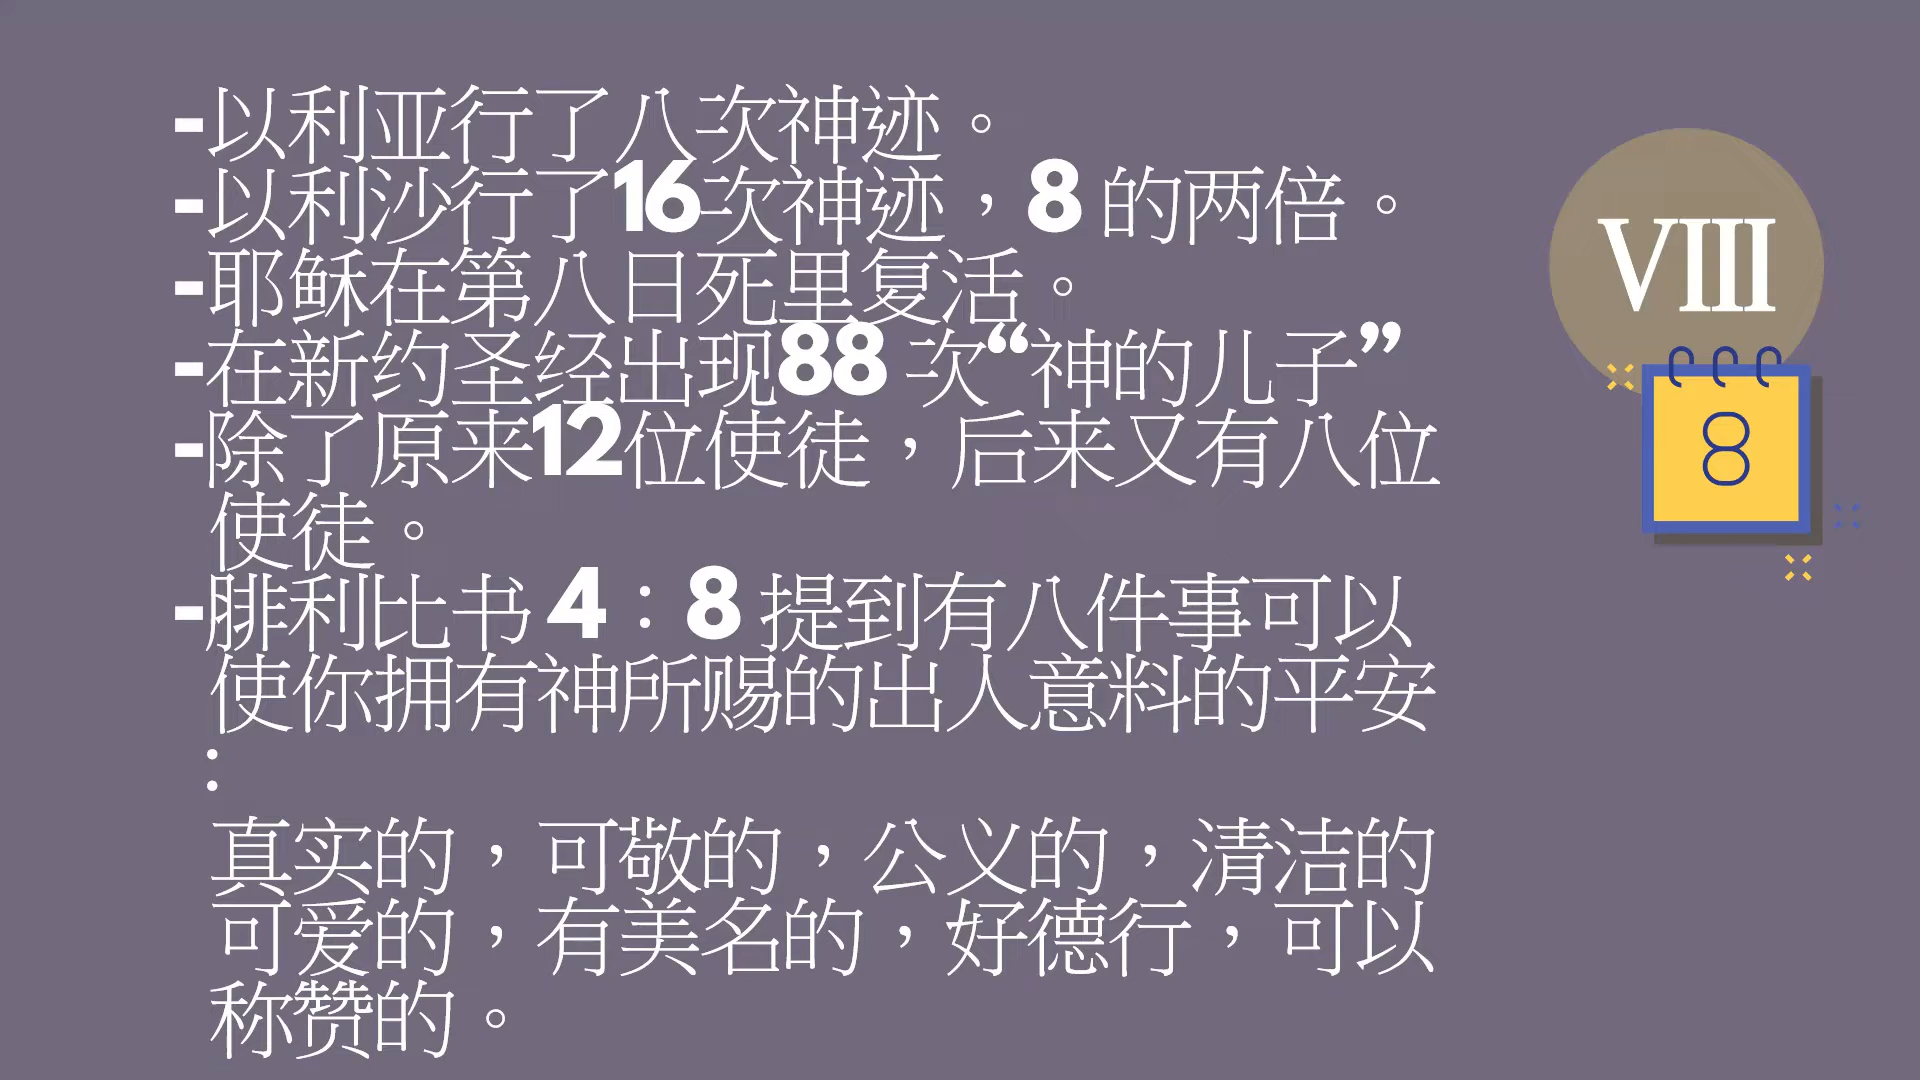 -以利亚行了八次神迹。
-以利沙行了16次神迹，8 的两倍。
-耶稣在第八日死里复活。
-在新约圣经出现88 次“神的儿子”
-除了原来12位使徒，后来又有八位
使徒。
-腓利比书 4：8 提到有八件事可以
使你拥有神所赐的出人意料的平安
：
真实的，可敬的，公义的，清洁的
可爱的，有美名的，好德行，可以
称赞的。
VIII
8